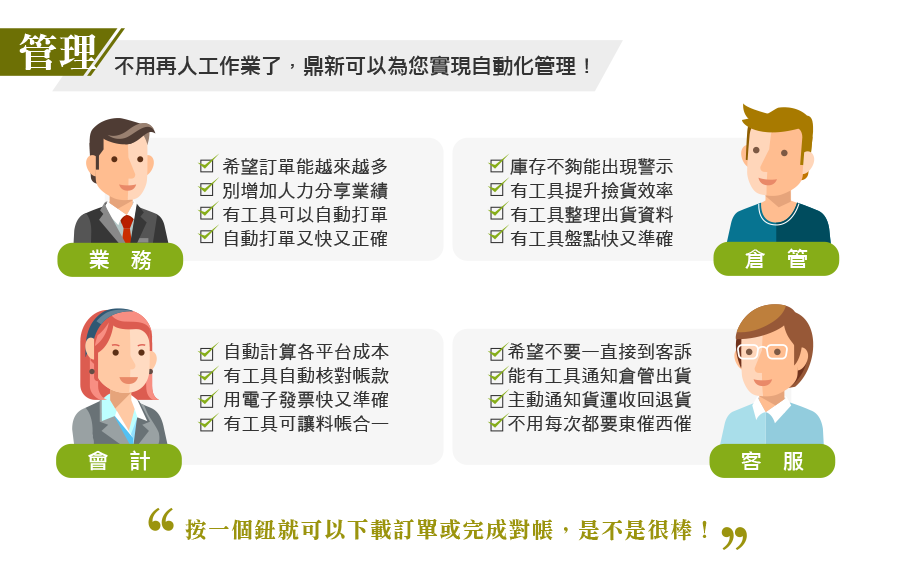 管理
不用再人工作業了，鼎新可以為您實現自動化管理！
希望訂單能越來越多
別增加人力分享業績
有工具可以自動打單
自動打單又快又正確
業 務
庫存不夠能出現警示
有工具提升撿貨效率
有工具整理出貨資料
有工具盤點快又準確
倉 管
自動計算各平台成本
有工具自動核對帳款
用電子發票快又準確
有工具可讓料帳合一
會 計
希望不要一直接到客訴
能有工具通知倉管出貨
主動通知貨運收回退貨
不用每次都要東催西催
客 服
“按一個鈕就可以下載訂單或完成對帳，是不是很棒！”